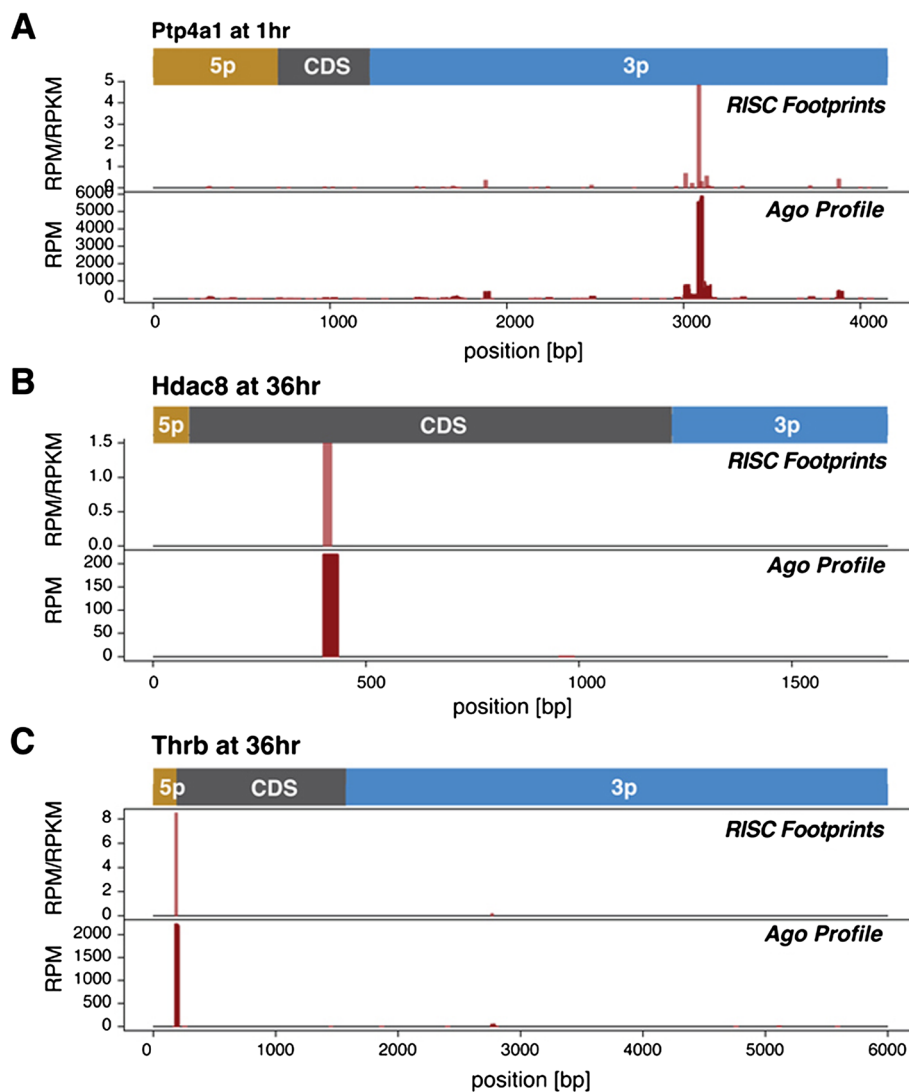 A
Ptp4a1 at 1hr
5p CDS 3p
RISC Footprints
RPM/RPKM
5
4
3
2
1
0
Ago Profile
RPM
6000
5000
4000
3000
2000
1000
0
0 1000 2000 3000 4000
position [bp]
B
Hdac8 at 36hr
5p CDS 3p
RISC Footprints
RPM/RPKM
1.5
1.0
0.5
0.0
Ago Profile
RPM
200
150
100
50
0
0 500 1000 1500
position [bp]
C
Thrb at 36hr
5p CDS 3p
RISC Footprints
RPM/RPKM
8
6
4
2
0
Ago Profile
RPM
2000
1500
1000
500
0
0 1000 2000 3000 4000 5000 6000
position [bp]